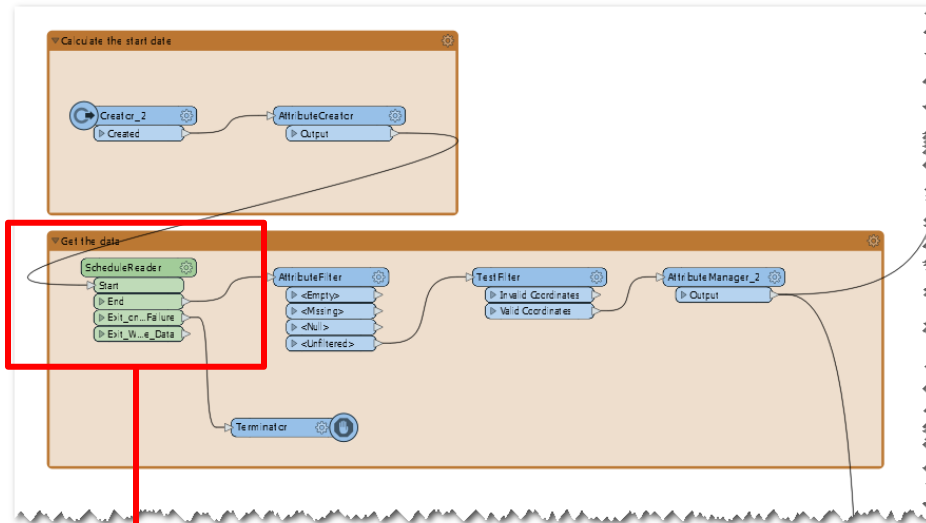 Calculate the start date
Creator_2
Created
AttributeCreator
Output
Get the data
ScheduleReader
Start
End
Exit_on...Failure
Exit_W...e_Data
AttributeFilter
<Empty>
<Missing>
<Null>
<Unfiltered>
TestFilter
Invalid Coordinates
Valid Coordinates
AttributeManager_2
Output
Terminator